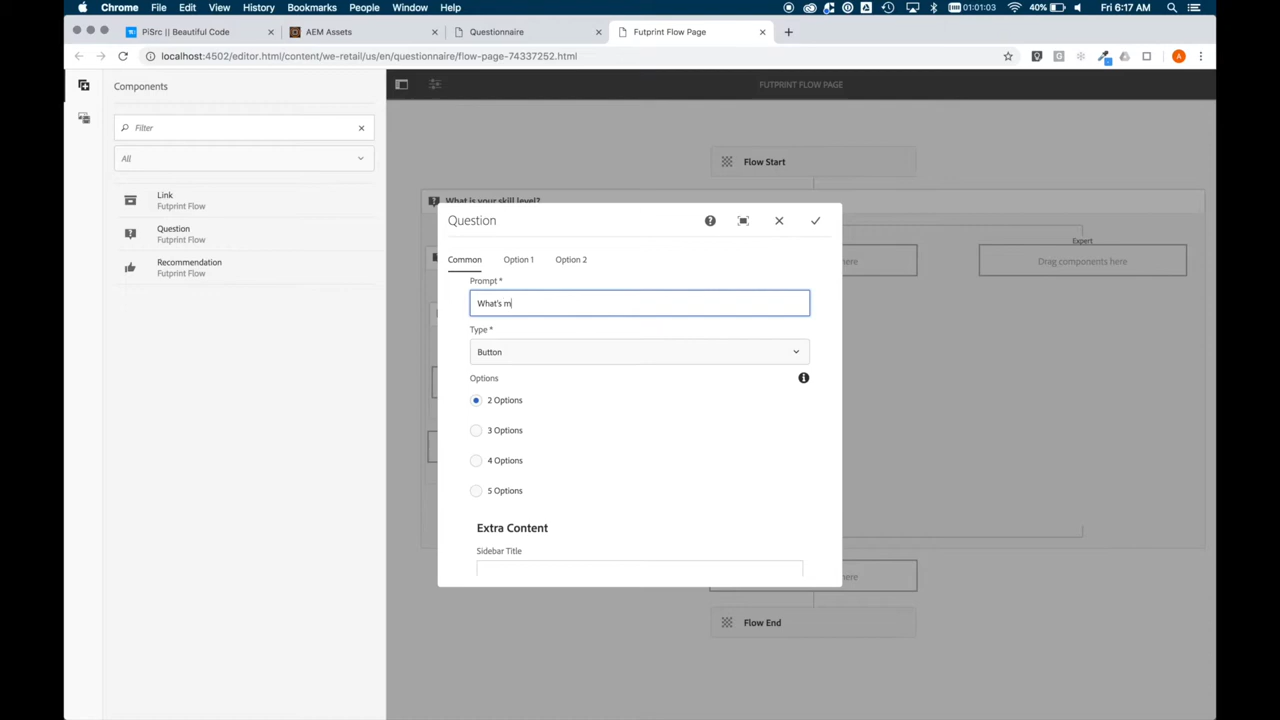 Chrome File Edit View History Bookmarks People Window Help
1:01:03 40% Fri 6:17 AM
PiSrc || Beautiful Code
AEM Assets
Questionnaire
Futprint Flow Page
localhost:4502/editor.html/content/we-retail/us/en/questionnaire/flow-page-74337252.html
A
Components
Filter
All
Link
Futprint Flow
Question
Futprint Flow
Recommendation
Futprint Flow
FUTPRINT FLOW PAGE
Flow Start
What is your skill level?
Expert
here
Drag components here
Question
Common Option 1 Option 2
Prompt *
What's m
Type *
Button
Options
2 Options
3 Options
4 Options
5 Options
Extra Content
Sidebar Title
here
Flow End